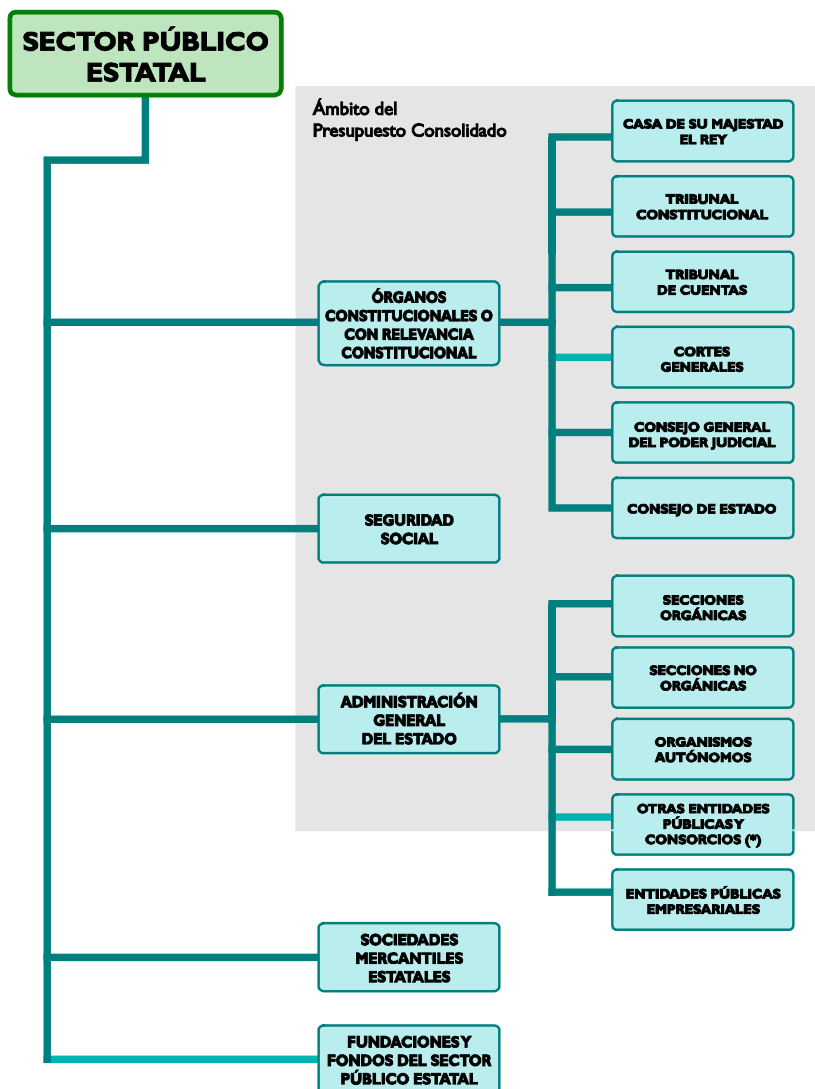 SECTOR PÚBLICO
ESTATAL
Ámbito del
Presupuesto Consolidado
ÓRGANOS
CONSTITUCIONALES O
CON RELEVANCIA
CONSTITUCIONAL
CASA DE SU MAJESTAD
EL REY
TRIBUNAL
CONSTITUCIONAL
TRIBUNAL
DE CUENTAS
CORTES
GENERALES
CONSEJO GENERAL
DEL PODER JUDICIAL
CONSEJO DE ESTADO
SEGURIDAD
SOCIAL
ADMINISTRACIÓN
GENERAL
DEL ESTADO
SECCIONES
ORGÁNICAS
SECCIONES NO
ORGÁNICAS
ORGANISMOS
AUTÓNOMOS
OTRAS ENTIDADES
PÚBLICAS Y
CONSORCIOS (*)
ENTIDADES PÚBLICAS
EMPRESARIALES
SOCIEDADES
MERCANTILES
ESTATALES
FUNDACIONES Y
FONDOS DEL SECTOR
PÚBLICO ESTATAL